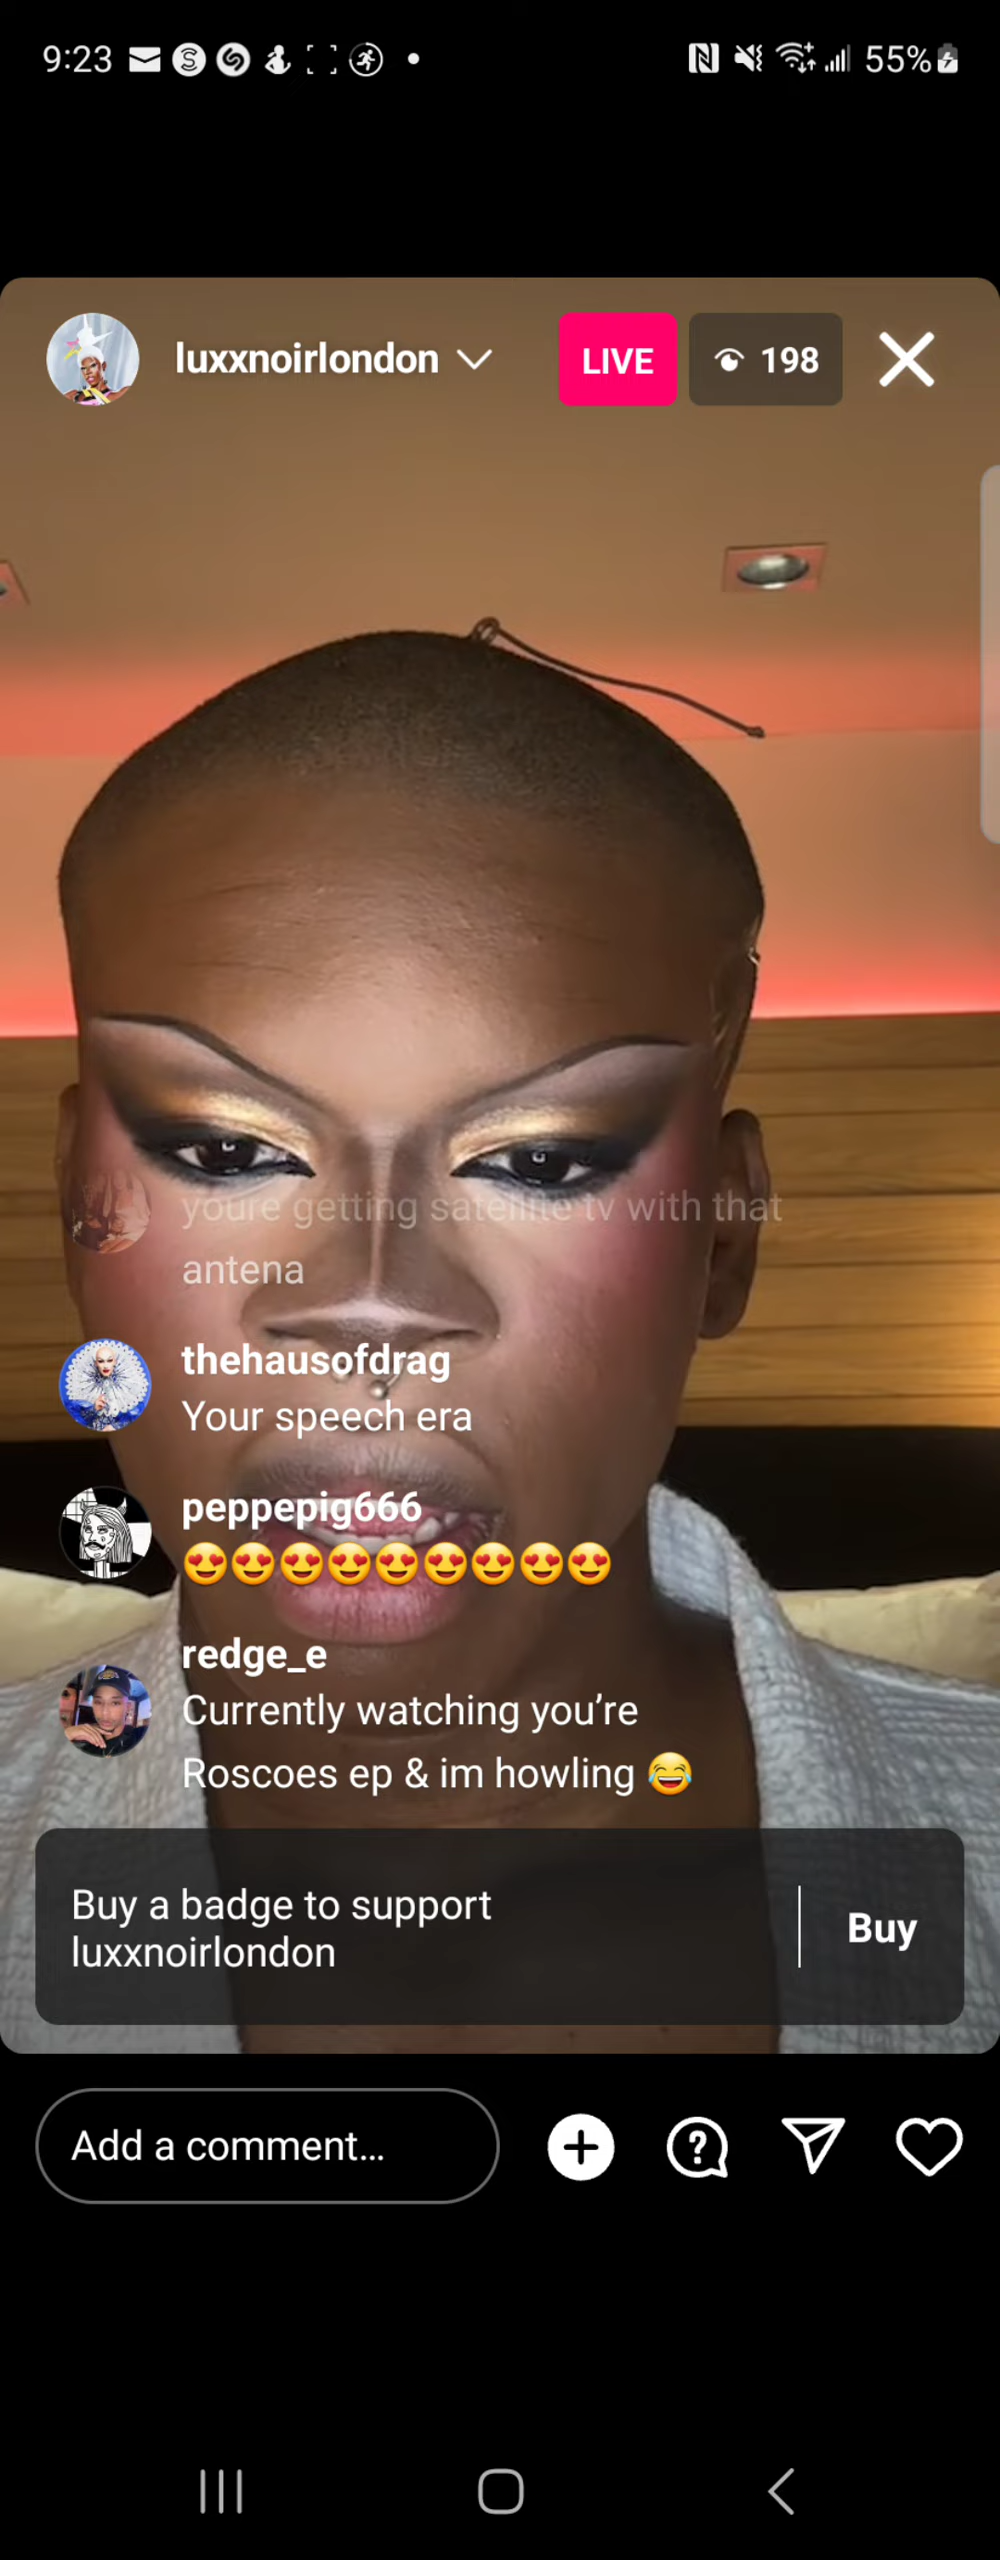 9:23
55%
luxxnoirlondon
LIVE
198
youre getting satellite tv with that
antena
thehausofdrag
Your speech era
peppepig666
😍😍😍😍😍😍😍😍😍
redge_e
Currently watching you’re
Roscoes ep & im howling 😂
Buy a badge to support
luxxnoirlondon
Buy
Add a comment...